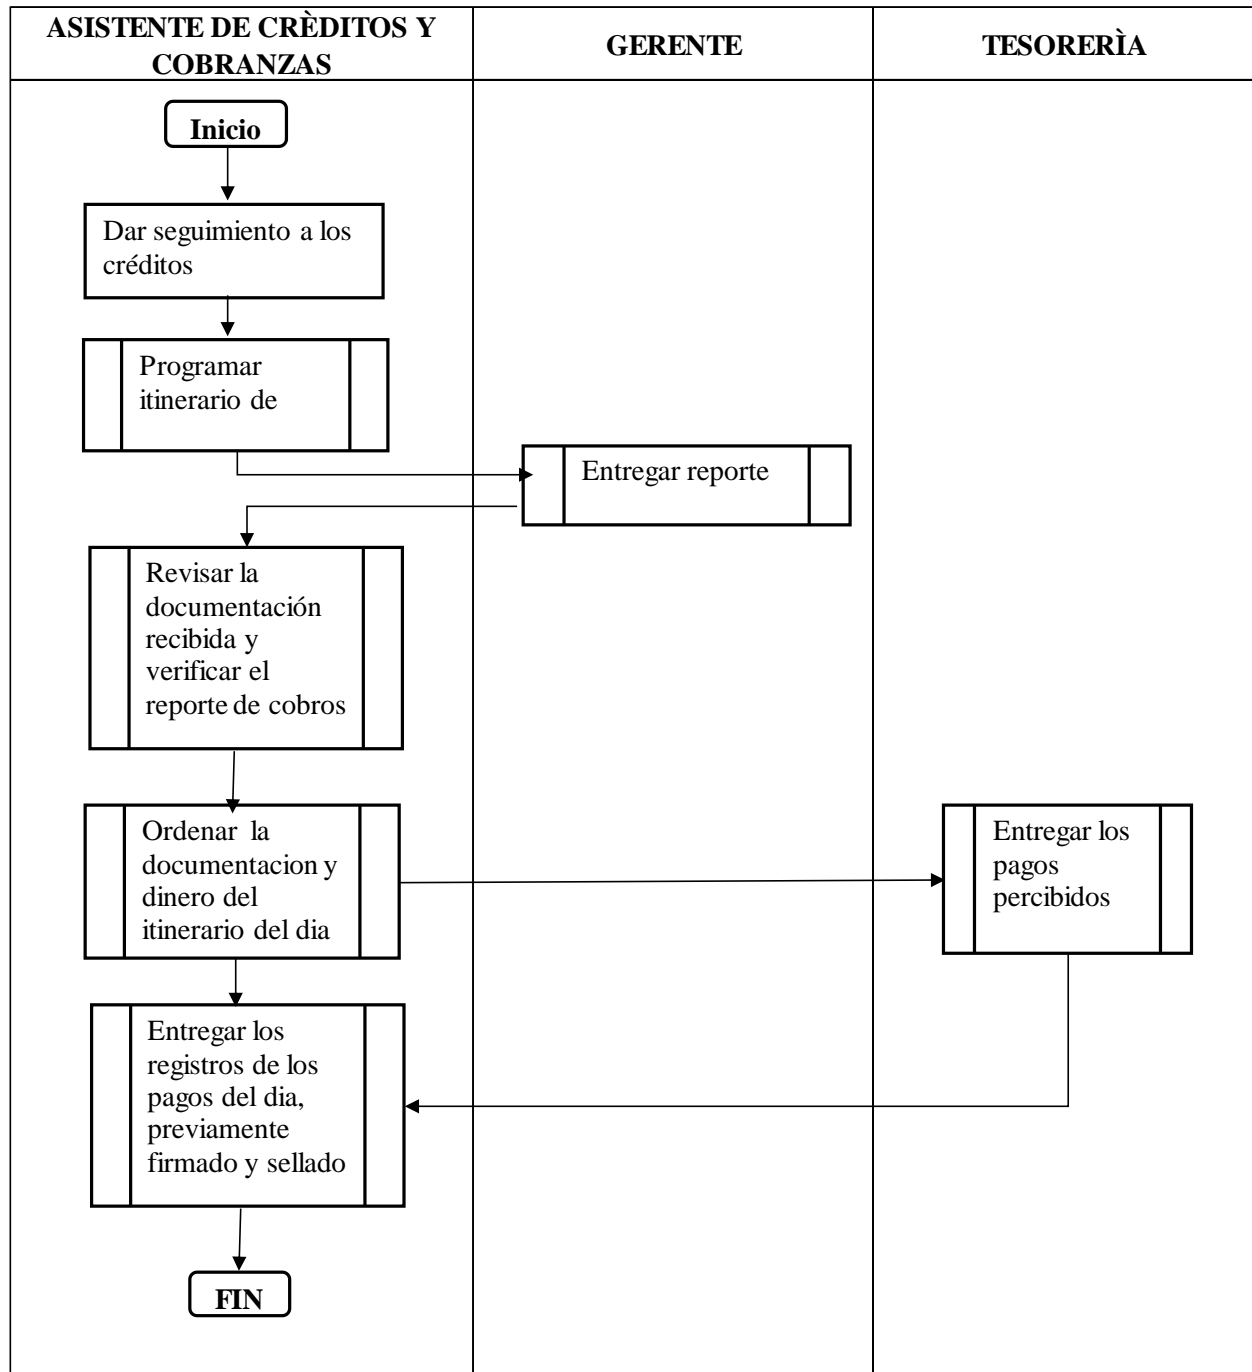 ASISTENTE DE CRÈDITOS Y
COBRANZAS
GERENTE
TESORERÌA
Inicio
Dar seguimiento a los
créditos
Programar
itinerario de
Entregar reporte
Revisar la
documentación
recibida y
verificar el
reporte de cobros
Ordenar la
documentacion y
dinero del
itinerario del dia
Entregar los
pagos
percibidos
Entregar los
registros de los
pagos del dia,
previamente
firmado y sellado
FIN